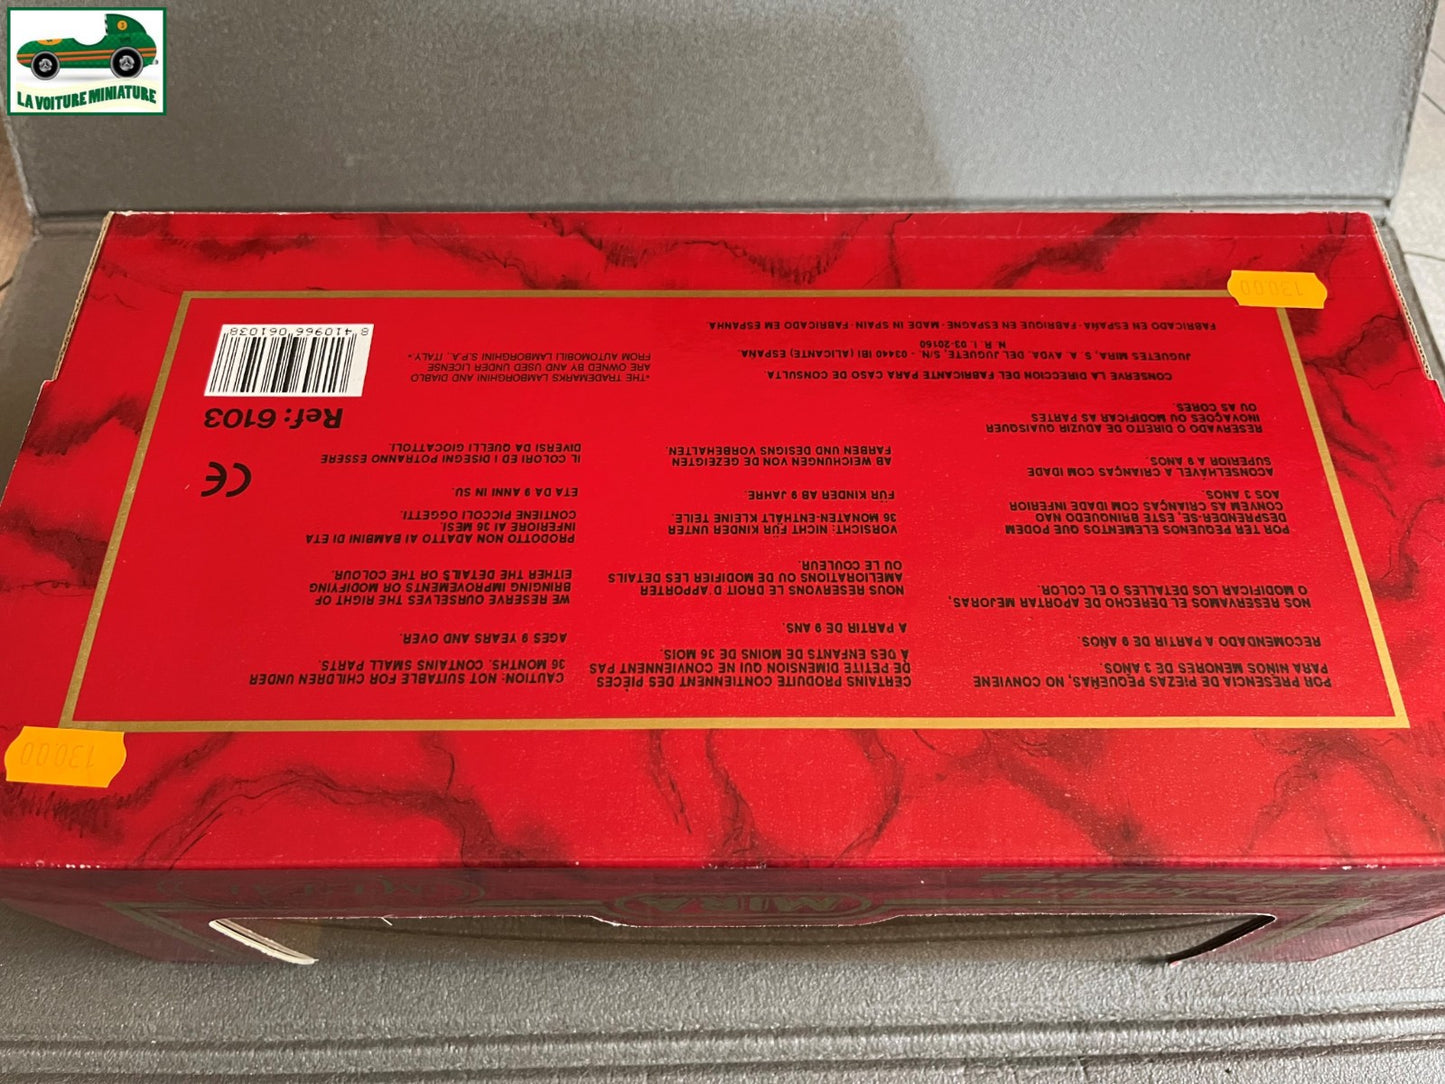 LA VOITURE MINIATURE
POR PRESENCIA DE PIEZAS PEQUEÑAS, NO CONVIENE
PARA NIÑOS MENORES DE 3 AÑOS.
RECOMENDADO A PARTIR DE 9 AÑOS.
NOS RESERVAMOS EL DERECHO DE APORTAR MEJORAS,
O MODIFICAR LOS DETALLES O EL COLOR.
POR TER PEQUENOS ELEMENTOS QUE PODEM
DESPRENDER-SE, ESTE BRINQUEDO NAO
CONVEM AS CRIANÇAS COM IDADE INFERIOR
AOS 3 ANOS.
ACONSELHÁVEL A CRIANÇAS COM IDADE
SUPERIOR A 9 ANOS.
RESERVADO O DIREITO DE ADUZIR QUAISQUER
INOVAÇÕES OU MODIFICAR AS PARTES
OU AS CORES.
CERTAINS PRODUITE CONTIENNENT DES PIÈCES
DE PETITE DIMENSION QUI NE CONVIENNENT PAS
À DES ENFANTS DE MOINS DE 36 MOIS.
A PARTIR DE 9 ANS.
NOUS RESERVONS LE DROIT D'APPORTER
AMELIORATIONS OU DE MODIFIER LES DETAILS
OU LE COULEUR.
VORSICHT: NICHT FÜR KINDER UNTER
36 MONATEN-ENTHÄLT KLEINE TEILE.
FÜR KINDER AB 9 JAHRE.
AB WEICHUNGEN VON DE GEZEIGTEN
FARBEN UND DESIGNS VORBEHALTEN.
CAUTION: NOT SUITABLE FOR CHILDREN UNDER
36 MONTHS. CONTAINS SMALL PARTS.
AGES 9 YEARS AND OVER.
WE RESERVE OURSELVES THE RIGHT OF
BRINGING IMPROVEMENTS OR MODIFYING
EITHER THE DETAILS OR THE COLOUR.
PRODOTTO NON ADATTO AI BAMBINI DI ETA
INFERIORE AI 36 MESI.
CONTIENE PICCOLI OGGETTI.
ETA DA 9 ANNI IN SU.
IL COLORI ED I DISEGNI POTRANNO ESSERE
DIVERSI DA QUELLI GIOCATTOLI.
CONSERVE LA DIRECCION DEL FABRICANTE PARA CASO DE CONSULTA.
JUGUETES MIRA, S. A. AVDA. DEL JUGUETE, S/N. - 03440 IBI (ALICANTE) ESPAÑA.
N. R. I. 03-20160
FABRICADO EN ESPAÑA · FABRIQUE EN ESPAGNE · MADE IN SPAIN · FABRICADO EM ESPANHA
CE
Ref: 6103
"THE TRADEMARKS LAMBORGHINI AND DIABLO
ARE OWNED BY AND USED UNDER LICENSE
FROM AUTOMOBILI LAMBORGHINI S.P.A. ITALY"
8 410966 061038
130.00
130.00
MIRA